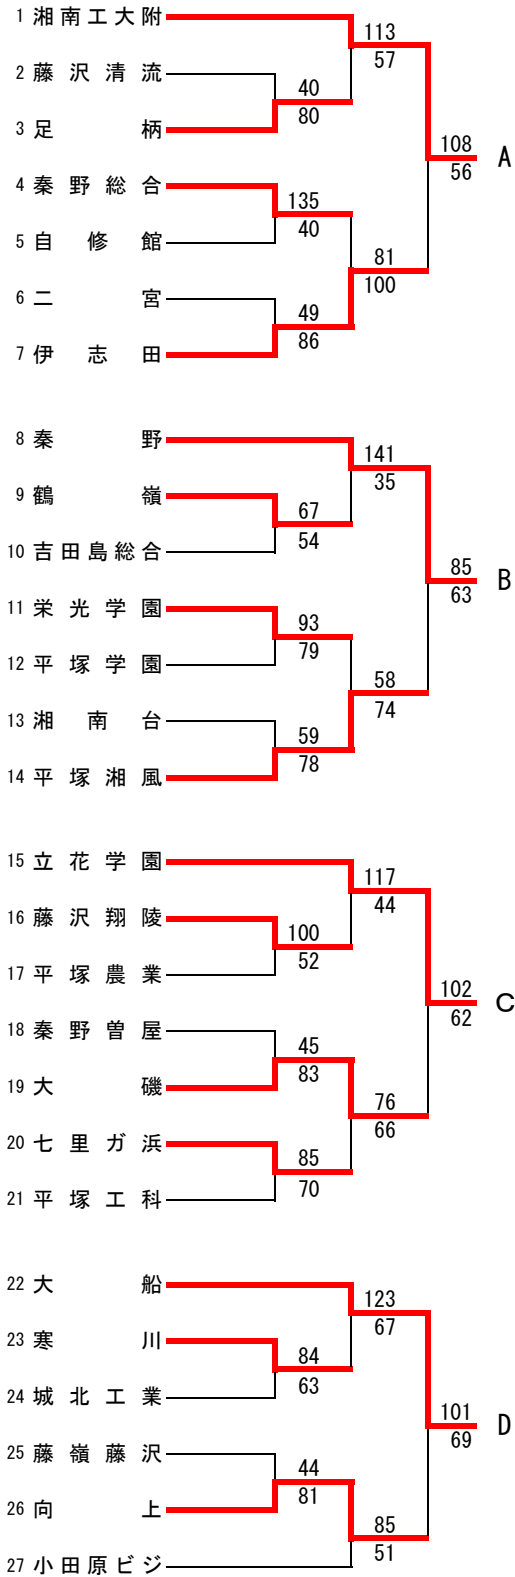 1 湘南工大附
113
57
2 藤沢清流
40
80
3 足柄
108
56
A
4 秦野総合
135
40
5 自修館
81
100
6 二宮
49
86
7 伊志田
8 秦野
141
35
9 鶴嶺
67
54
10 吉田島総合
85
63
B
11 栄光学園
93
79
12 平塚学園
58
74
13 湘南台
59
78
14 平塚湘風
15 立花学園
117
44
16 藤沢翔陵
100
52
17 平塚農業
102
62
C
18 秦野曽屋
45
83
19 大磯
76
66
20 七里ガ浜
85
70
21 平塚工科
22 大船
123
67
23 寒川
84
63
24 城北工業
101
69
D
25 藤嶺藤沢
44
81
26 向上
85
51
27 小田原ビジ